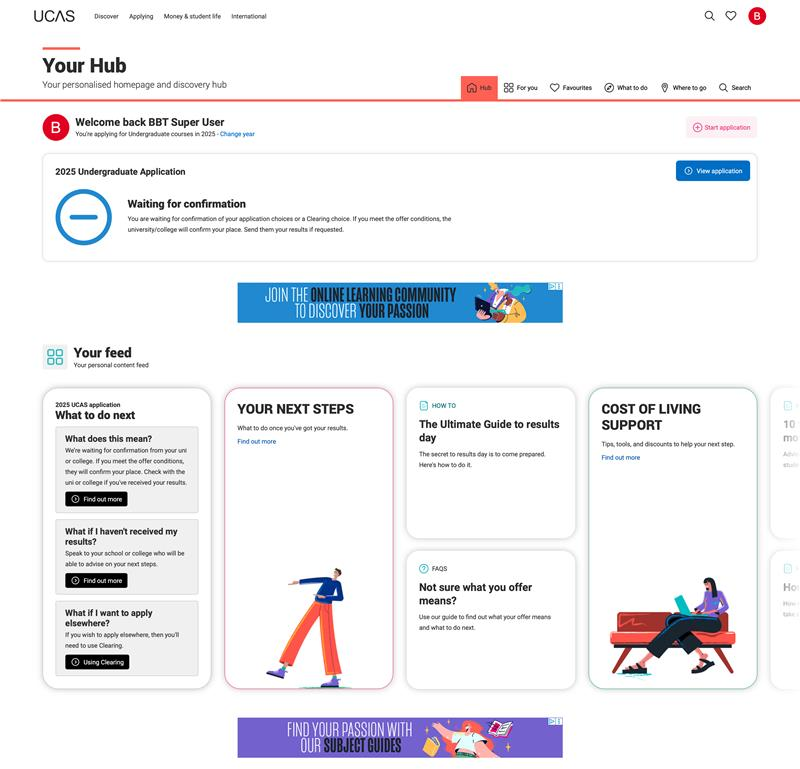 UCAS
Discover Applying Money & student life International
B
Your Hub
Your personalised homepage and discovery hub
Hub For you Favourites What to do Where to go Search
B
Welcome back BBT Super User
You're applying for Undergraduate courses in 2025 - Change year
Start application
2025 Undergraduate Application
View application
Waiting for confirmation
You are waiting for confirmation of your application choices or a Clearing choice. If you meet the offer conditions, the
university/college will confirm your place. Send them your results if requested.
JOIN THE ONLINE LEARNING COMMUNITY
TO DISCOVER YOUR PASSION
Your feed
Your personal content feed
2025 UCAS application
What to do next
What does this mean?
We're waiting for confirmation from your uni
or college. If you meet the offer conditions,
they will confirm your place. Check with the
uni or college if you've received your results.
Find out more
What if I haven't received my
results?
Speak to your school or college who will be
able to advise on your next steps.
Find out more
What if I want to apply
elsewhere?
If you wish to apply elsewhere, then you'll
need to use Clearing.
Using Clearing
YOUR NEXT STEPS
What to do once you've got your results.
Find out more
HOW TO
The Ultimate Guide to results
day
The secret to results day is to come prepared.
Here's how to do it.
FAQS
Not sure what you offer
means?
Use our guide to find out what your offer means
and what to do next.
COST OF LIVING
SUPPORT
Tips, tools, and discounts to help your next step.
Find out more
10
mo
Advi
stude
Ho
How
take
FIND YOUR PASSION WITH
OUR SUBJECT GUIDES